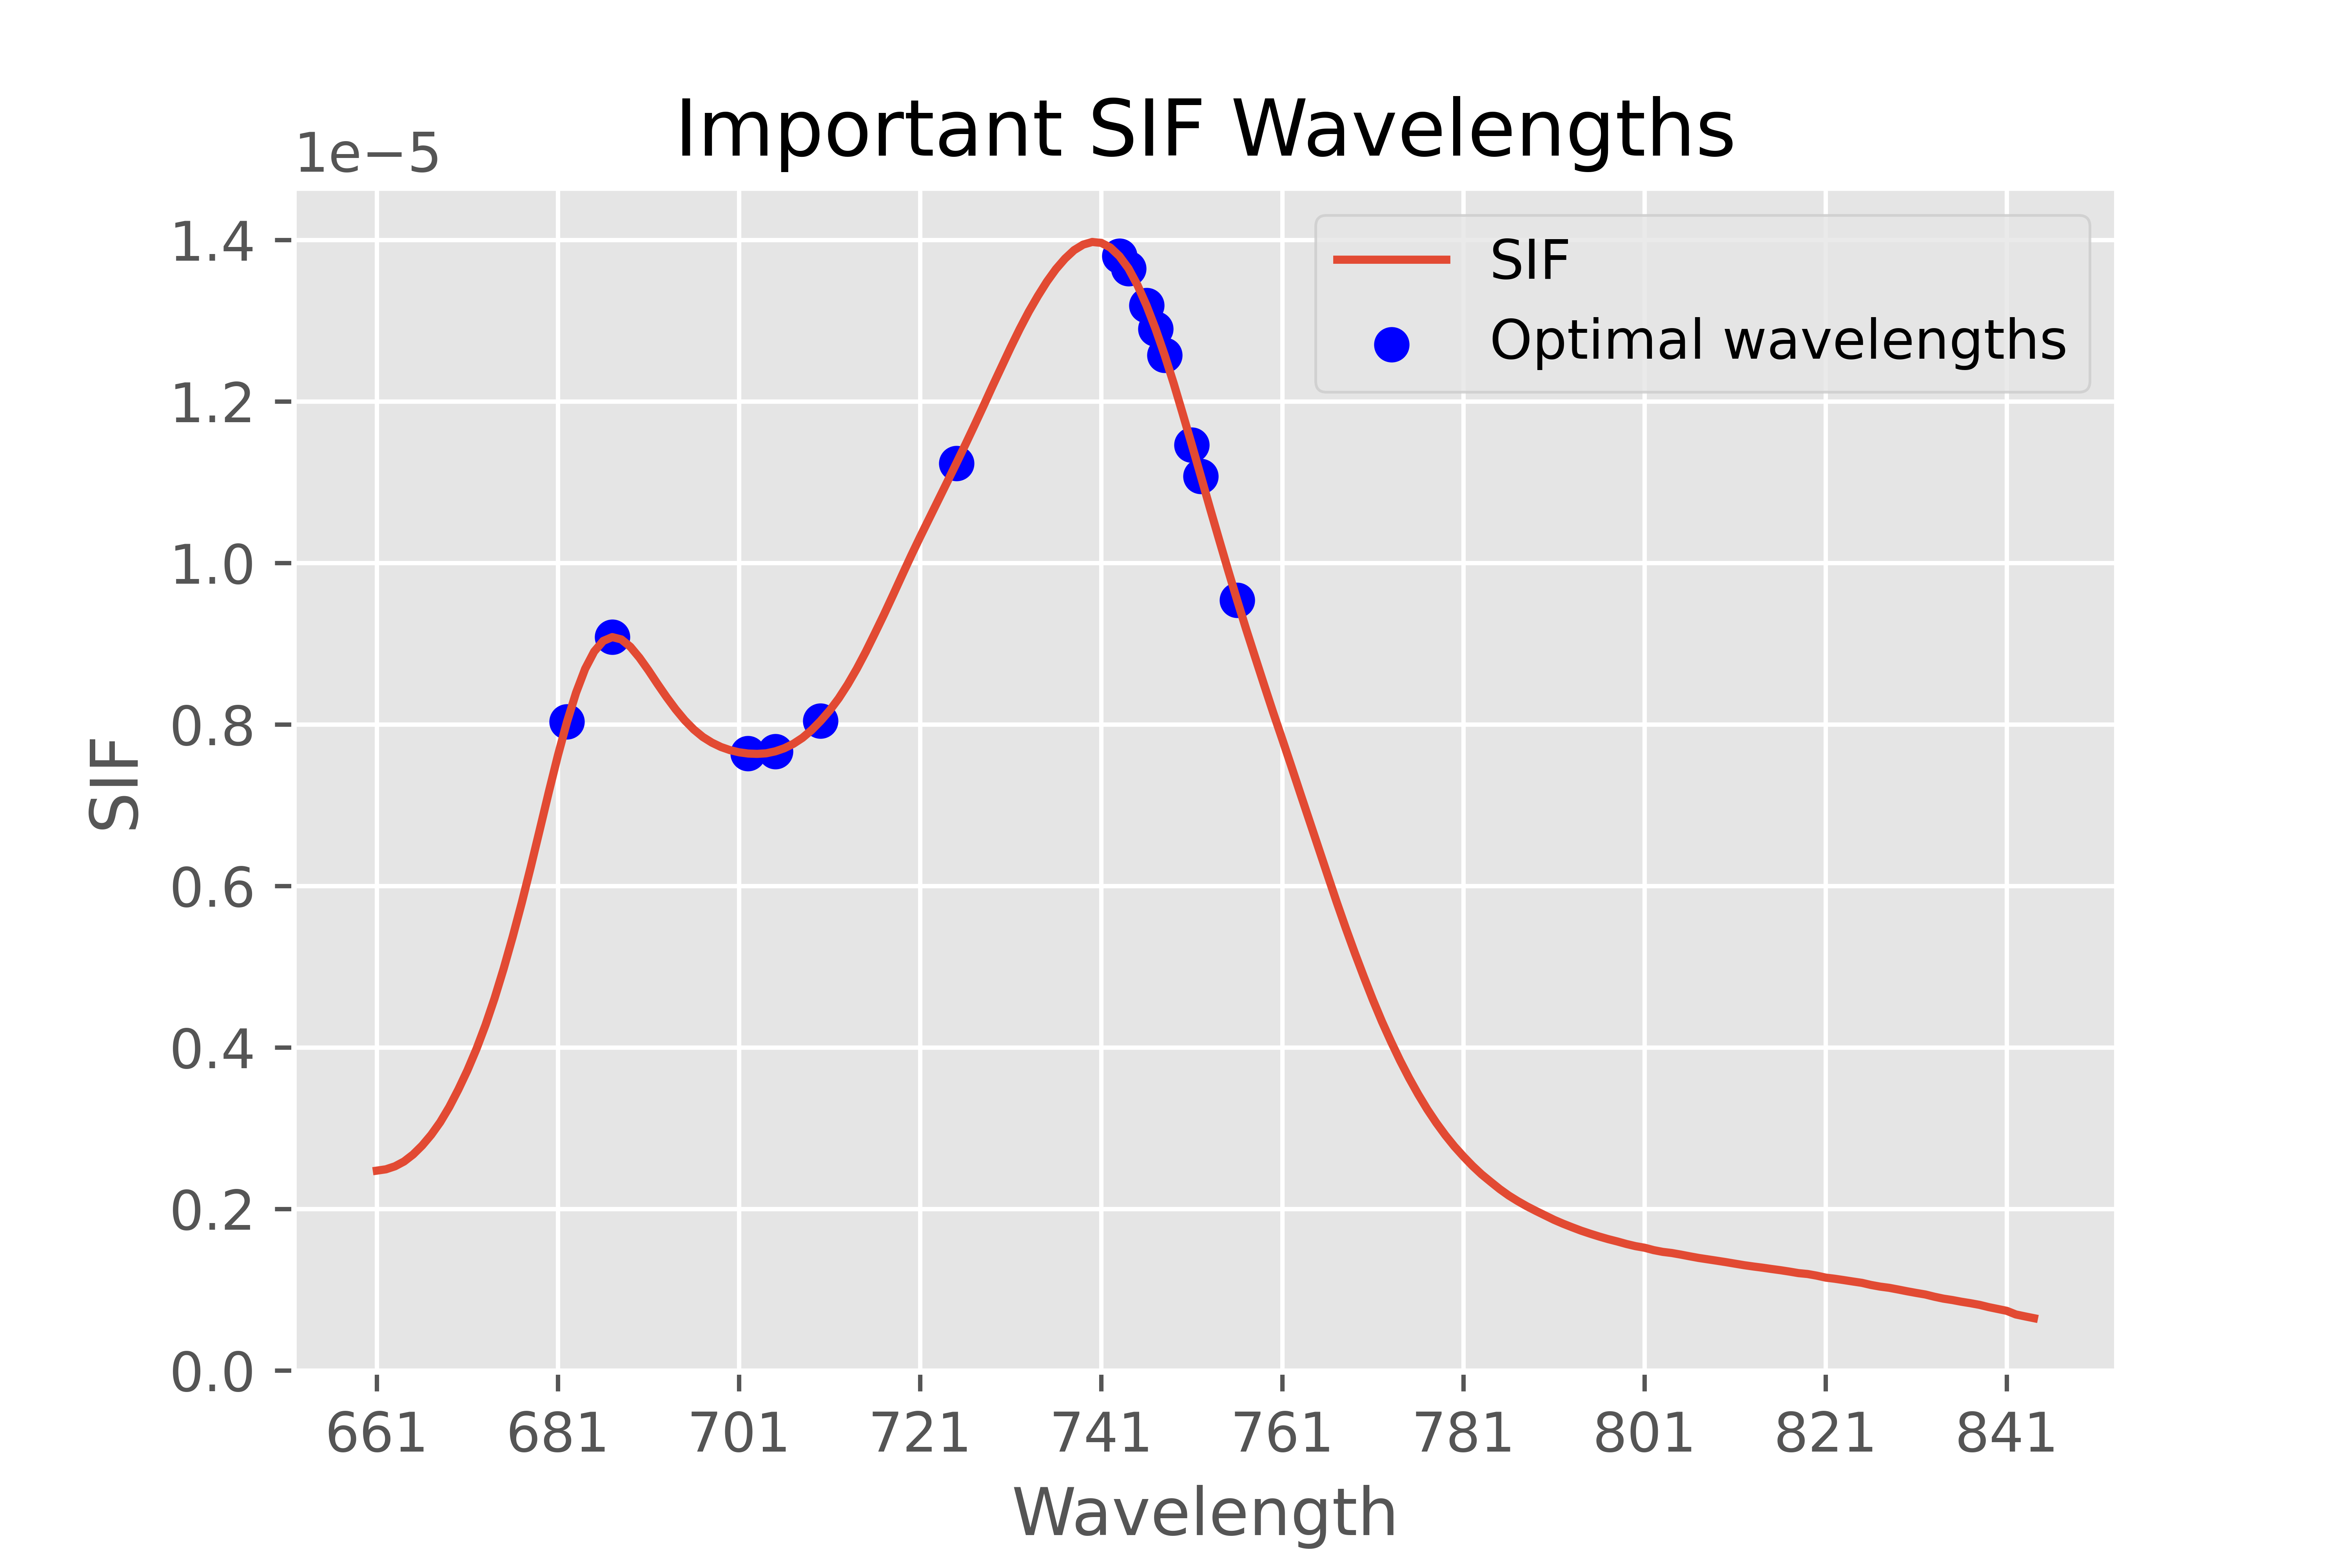 Important SIF Wavelengths
1e−5
1.4
1.2
1.0
0.8
0.6
0.4
0.2
0.0
SIF
SIF
Optimal wavelengths
661 681 701 721 741 761 781 801 821 841
Wavelength